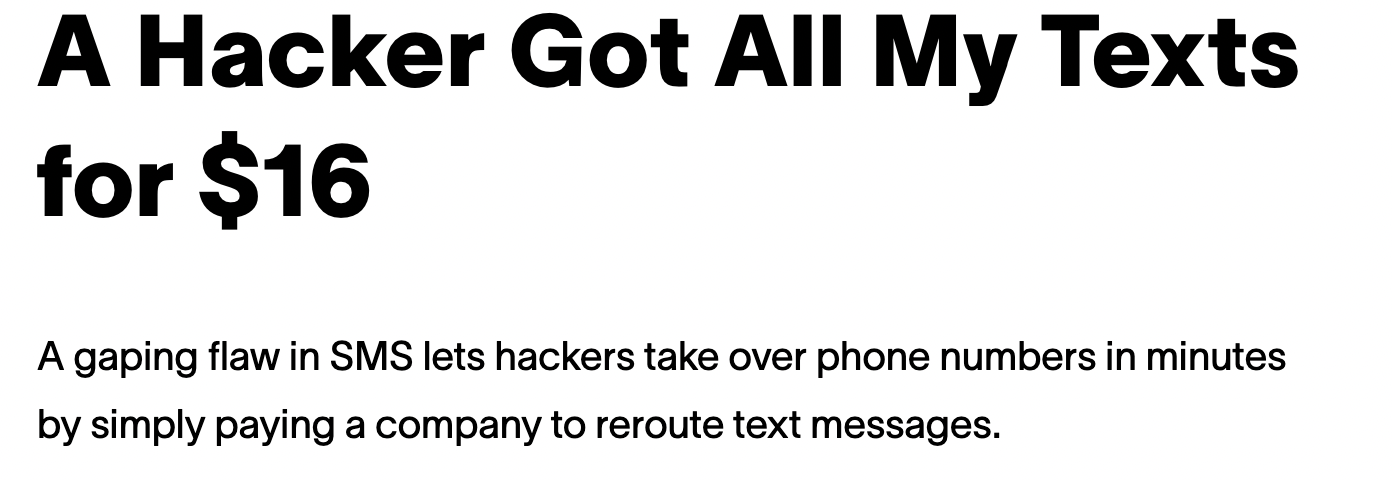 A Hacker Got All My Texts
for $16
A gaping flaw in SMS lets hackers take over phone numbers in minutes
by simply paying a company to reroute text messages.